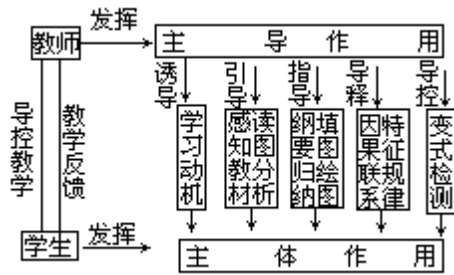 教师
发挥
主导作用
诱导
引导
指导
导释
导控
导控教学
教学反馈
学习动机
感知教材
读图分析
纲要归纳
填图绘图
因果联系
特征规律
变式检测
学生
发挥
主体作用